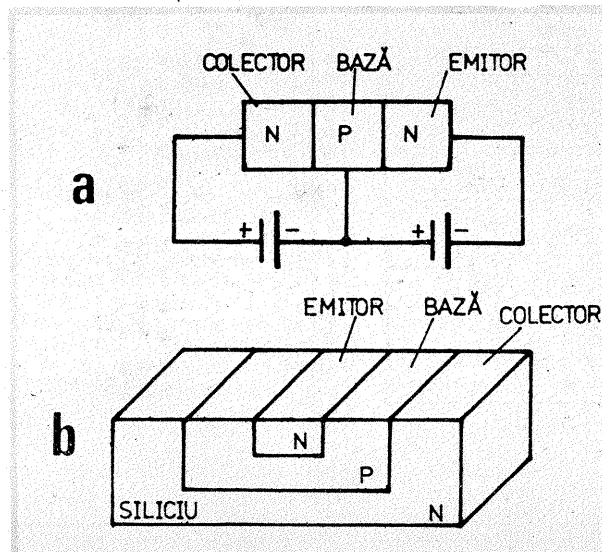 COLECTOR BAZĂ EMITOR
N P N
a
+ - + -
EMITOR BAZĂ COLECTOR
b
N
P
SILICIU N